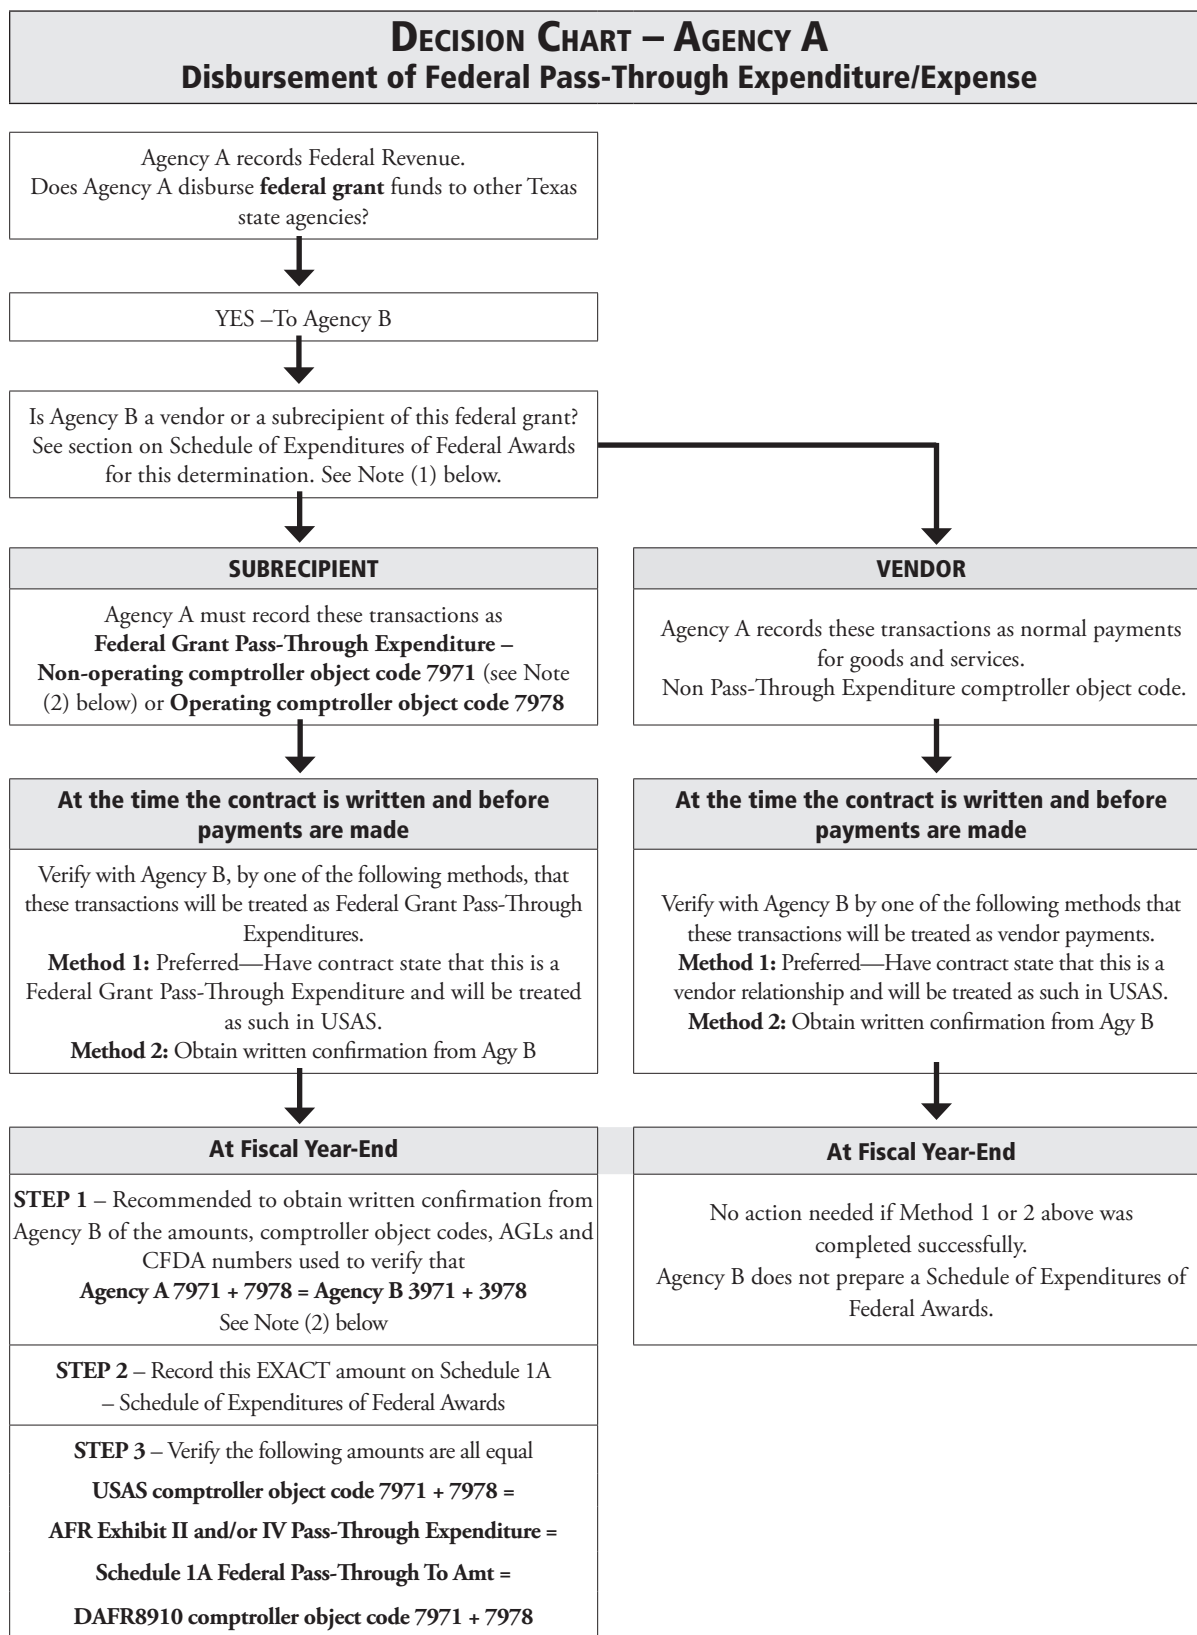 DECISION CHART – AGENCY A
Disbursement of Federal Pass-Through Expenditure/Expense
Agency A records Federal Revenue.
Does Agency A disburse federal grant funds to other Texas
state agencies?
YES –To Agency B
Is Agency B a vendor or a subrecipient of this federal grant?
See section on Schedule of Expenditures of Federal Awards
for this determination. See Note (1) below.
SUBRECIPIENT
Agency A must record these transactions as
Federal Grant Pass-Through Expenditure –
Non-operating comptroller object code 7971 (see Note
(2) below) or Operating comptroller object code 7978
At the time the contract is written and before
payments are made
Verify with Agency B, by one of the following methods, that
these transactions will be treated as Federal Grant Pass-Through
Expenditures.
Method 1: Preferred—Have contract state that this is a
Federal Grant Pass-Through Expenditure and will be treated
as such in USAS.
Method 2: Obtain written confirmation from Agy B
At Fiscal Year-End
STEP 1 – Recommended to obtain written confirmation from
Agency B of the amounts, comptroller object codes, AGLs and
CFDA numbers used to verify that
Agency A 7971 + 7978 = Agency B 3971 + 3978
See Note (2) below
STEP 2 – Record this EXACT amount on Schedule 1A
– Schedule of Expenditures of Federal Awards
STEP 3 – Verify the following amounts are all equal
USAS comptroller object code 7971 + 7978 =
AFR Exhibit II and/or IV Pass-Through Expenditure =
Schedule 1A Federal Pass-Through To Amt =
DAFR8910 comptroller object code 7971 + 7978
VENDOR
Agency A records these transactions as normal payments
for goods and services.
Non Pass-Through Expenditure comptroller object code.
At the time the contract is written and before
payments are made
Verify with Agency B by one of the following methods that
these transactions will be treated as vendor payments.
Method 1: Preferred—Have contract state that this is a
vendor relationship and will be treated as such in USAS.
Method 2: Obtain written confirmation from Agy B
At Fiscal Year-End
No action needed if Method 1 or 2 above was
completed successfully.
Agency B does not prepare a Schedule of Expenditures of
Federal Awards.